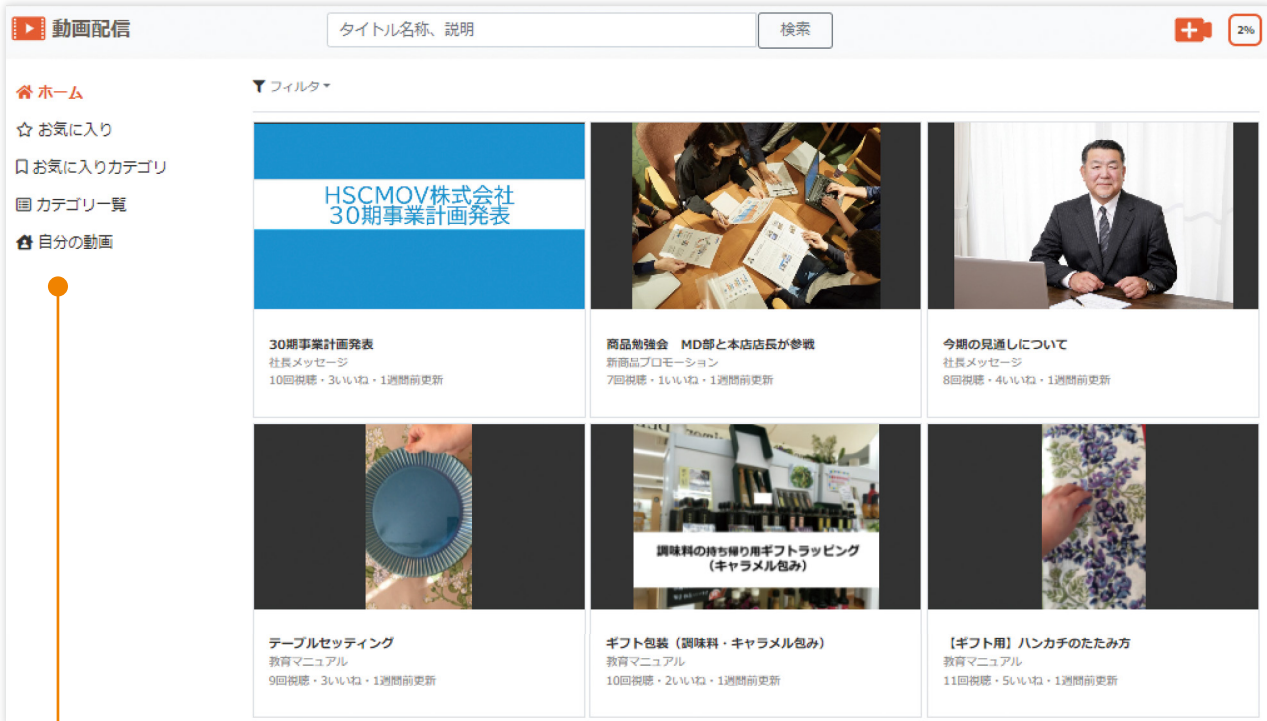 動画配信
タイトル名称、説明
検索
2%
ホーム
お気に入り
お気に入りカテゴリ
カテゴリ一覧
自分の動画
フィルタ
HSCMOV株式会社
30期事業計画発表
30期事業計画発表
社長メッセージ
10回視聴・3いいね・1週間前更新
商品勉強会　MD部と本店店長が参戦
新商品プロモーション
7回視聴・1いいね・1週間前更新
今期の見通しについて
社長メッセージ
8回視聴・4いいね・1週間前更新
調味料の持ち帰り用ギフトラッピング
（キャラメル包み）
テーブルセッティング
教育マニュアル
9回視聴・3いいね・1週間前更新
ギフト包装（調味料・キャラメル包み）
教育マニュアル
10回視聴・2いいね・1週間前更新
【ギフト用】ハンカチのたたみ方
教育マニュアル
11回視聴・5いいね・1週間前更新